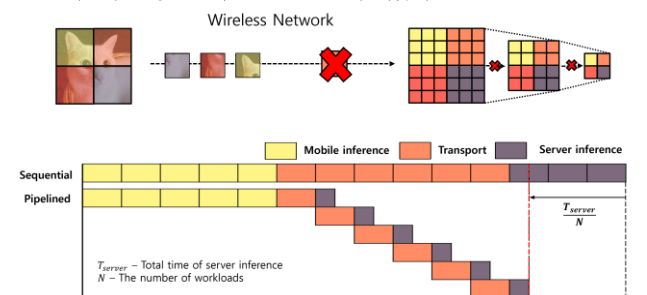 Wireless Network
Mobile inference
Transport
Server inference
Sequential
Pipelined
T_server
N
T_server – Total time of server inference
N – The number of workloads